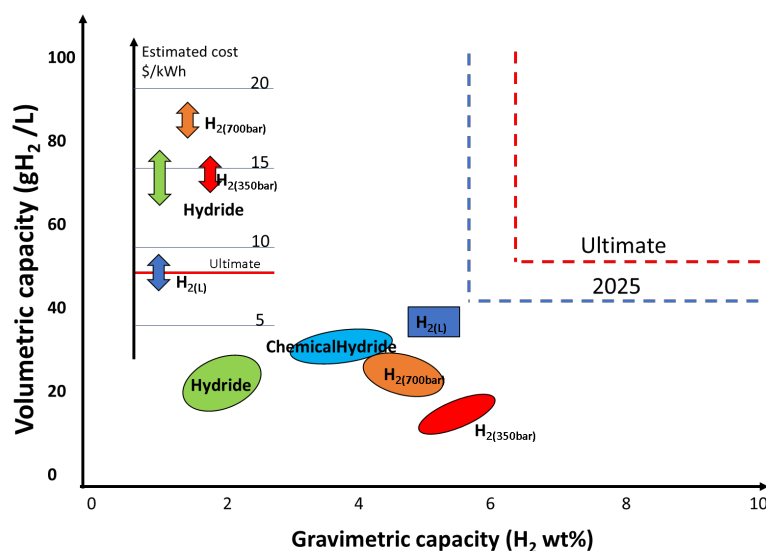 Estimated cost
$/kWh
20
H2(700bar)
15
H2(350bar)
Hydride
10
Ultimate
H2(L)
5
Volumetric capacity (gH2 /L)
100
80
60
40
20
0
Ultimate
2025
H2(L)
ChemicalHydride
Hydride
H2(700bar)
H2(350bar)
0 2 4 6 8 10
Gravimetric capacity (H2 wt%)